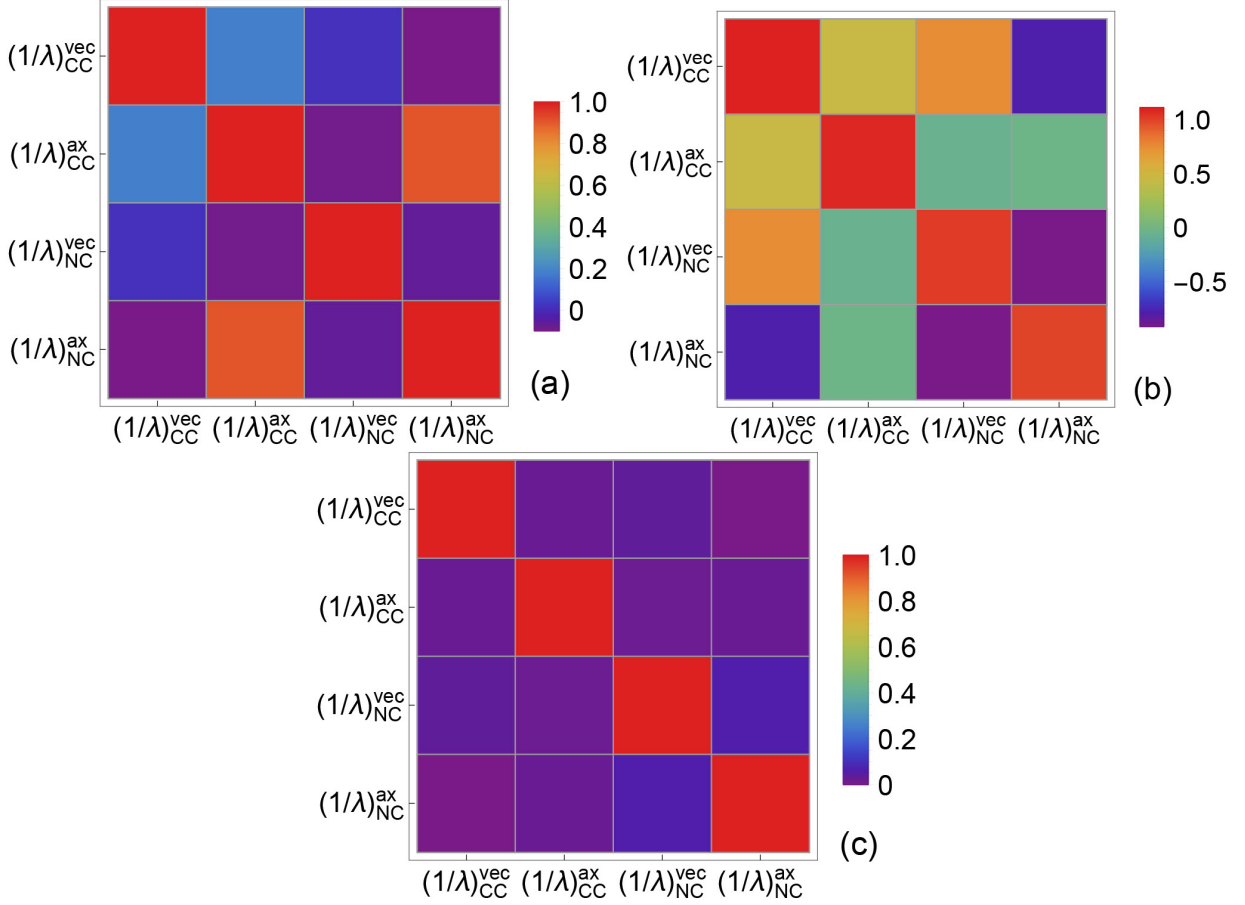 (1/λ)^vec_CC
(1/λ)^ax_CC
(1/λ)^vec_NC
(1/λ)^ax_NC
(1/λ)^vec_CC (1/λ)^ax_CC (1/λ)^vec_NC (1/λ)^ax_NC
1.0
0.8
0.6
0.4
0.2
0
(a)
(1/λ)^vec_CC
(1/λ)^ax_CC
(1/λ)^vec_NC
(1/λ)^ax_NC
(1/λ)^vec_CC (1/λ)^ax_CC (1/λ)^vec_NC (1/λ)^ax_NC
1.0
0.5
0
−0.5
(b)
(1/λ)^vec_CC
(1/λ)^ax_CC
(1/λ)^vec_NC
(1/λ)^ax_NC
(1/λ)^vec_CC (1/λ)^ax_CC (1/λ)^vec_NC (1/λ)^ax_NC
1.0
0.8
0.6
0.4
0.2
0
(c)